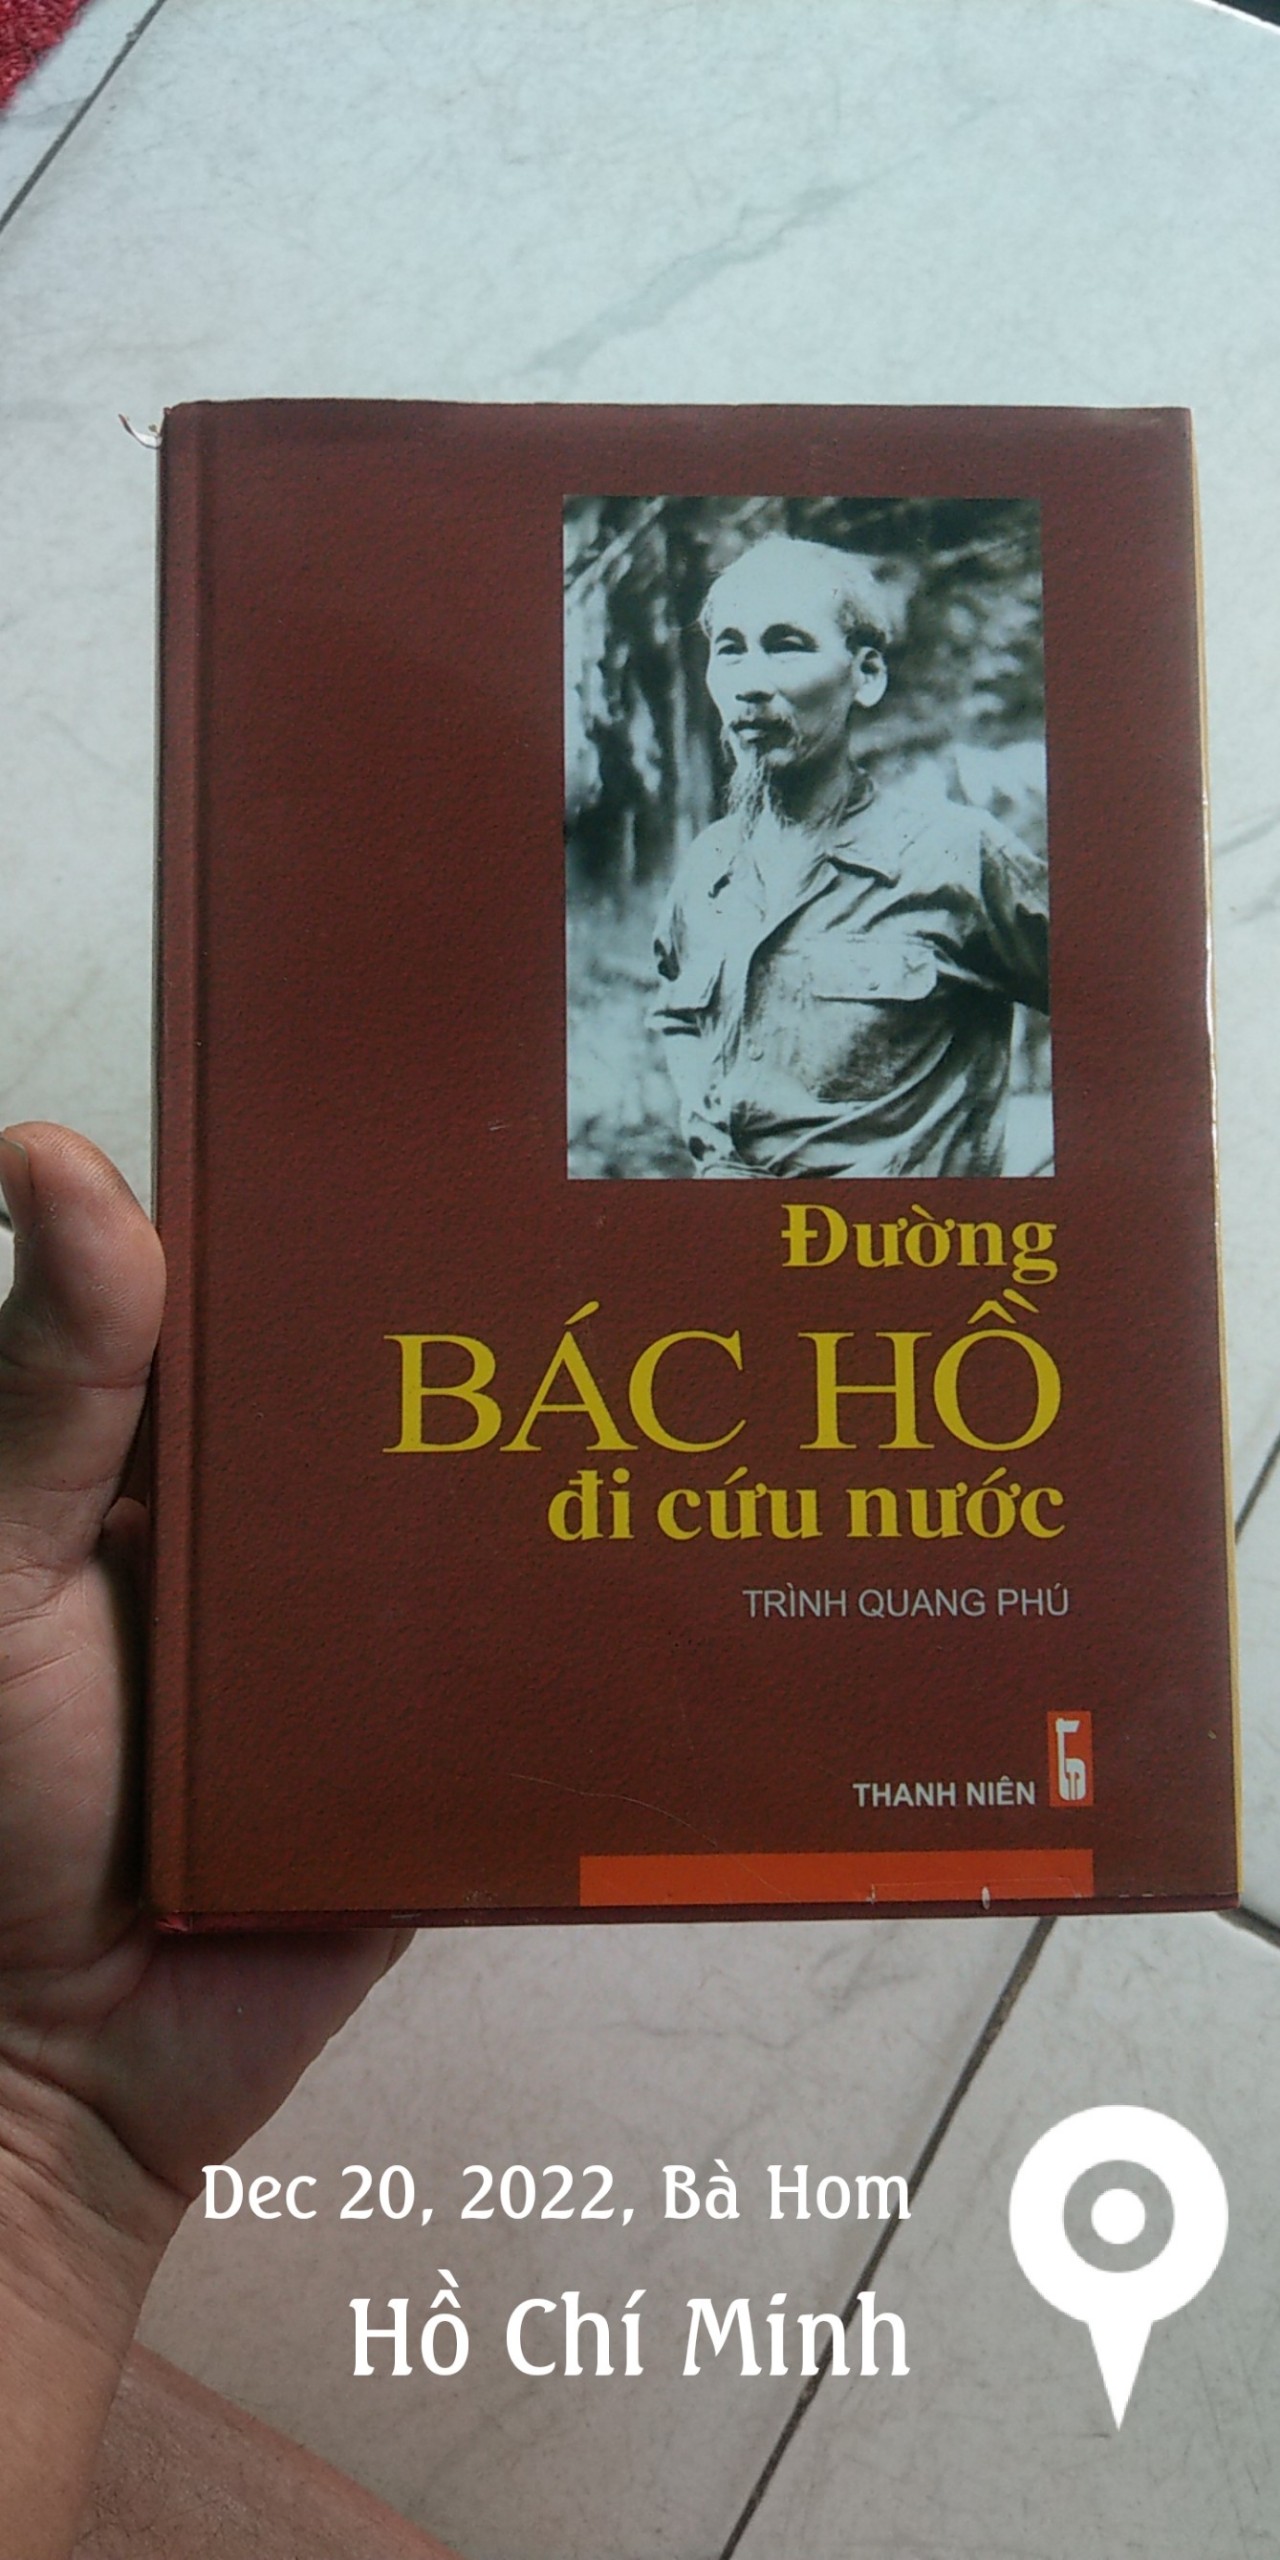 Đường
BÁC HỒ
đi cứu nước
TRÌNH QUANG PHÚ
THANH NIÊN
Dec 20, 2022, Bà Hom
Hồ Chí Minh